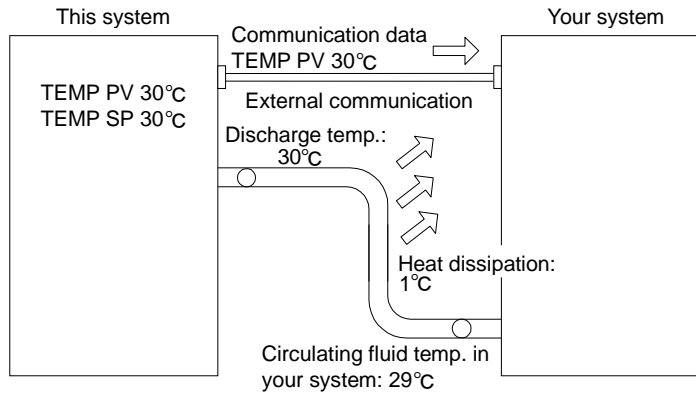 This system
Your system
Communication data
TEMP PV 30℃
External communication
TEMP PV 30℃
TEMP SP 30℃
Discharge temp.:
30℃
Heat dissipation:
1℃
Circulating fluid temp. in
your system: 29℃